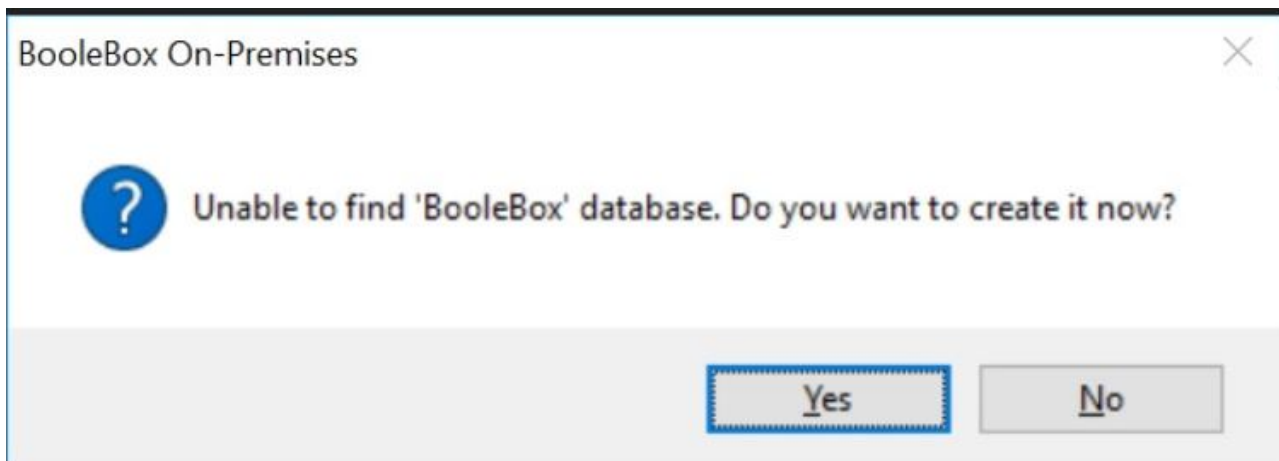 BooleBox On-Premises
Unable to find 'BooleBox' database. Do you want to create it now?
Yes
No